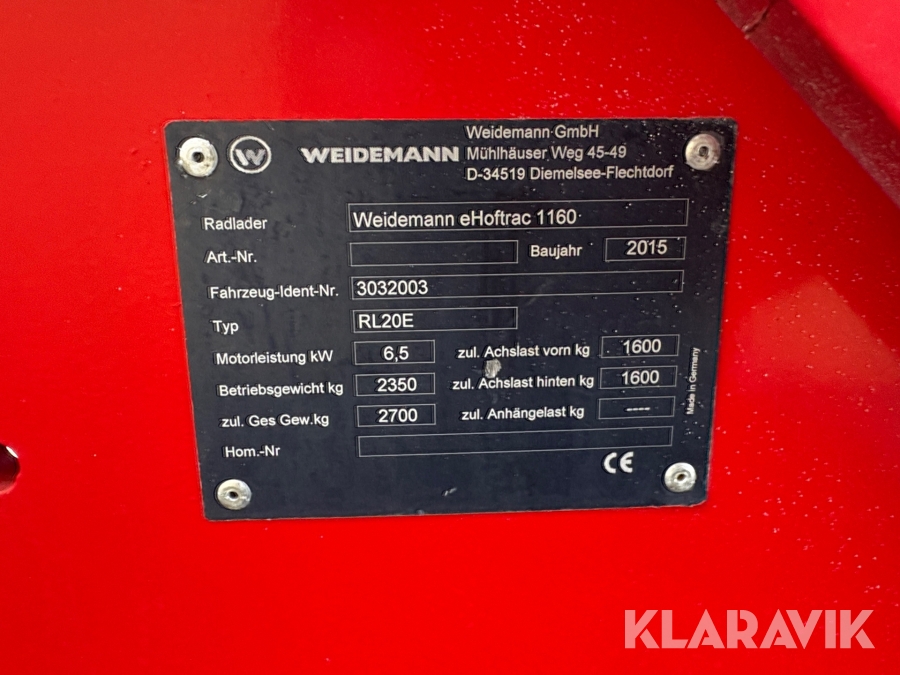 W WEIDEMANN
Weidemann GmbH
Mühlhäuser Weg 45-49
D-34519 Diemelsee-Flechtdorf
Radlader Weidemann eHoftrac 1160
Art.-Nr. Baujahr 2015
Fahrzeug-Ident-Nr. 3032003
Typ RL20E
Motorleistung kW 6,5 zul. Achslast vorn kg 1600
Betriebsgewicht kg 2350 zul. Achslast hinten kg 1600
zul. Ges Gew.kg 2700 zul. Anhängelast kg ----
Hom.-Nr
Made in Germany
CE
KLARAVIK